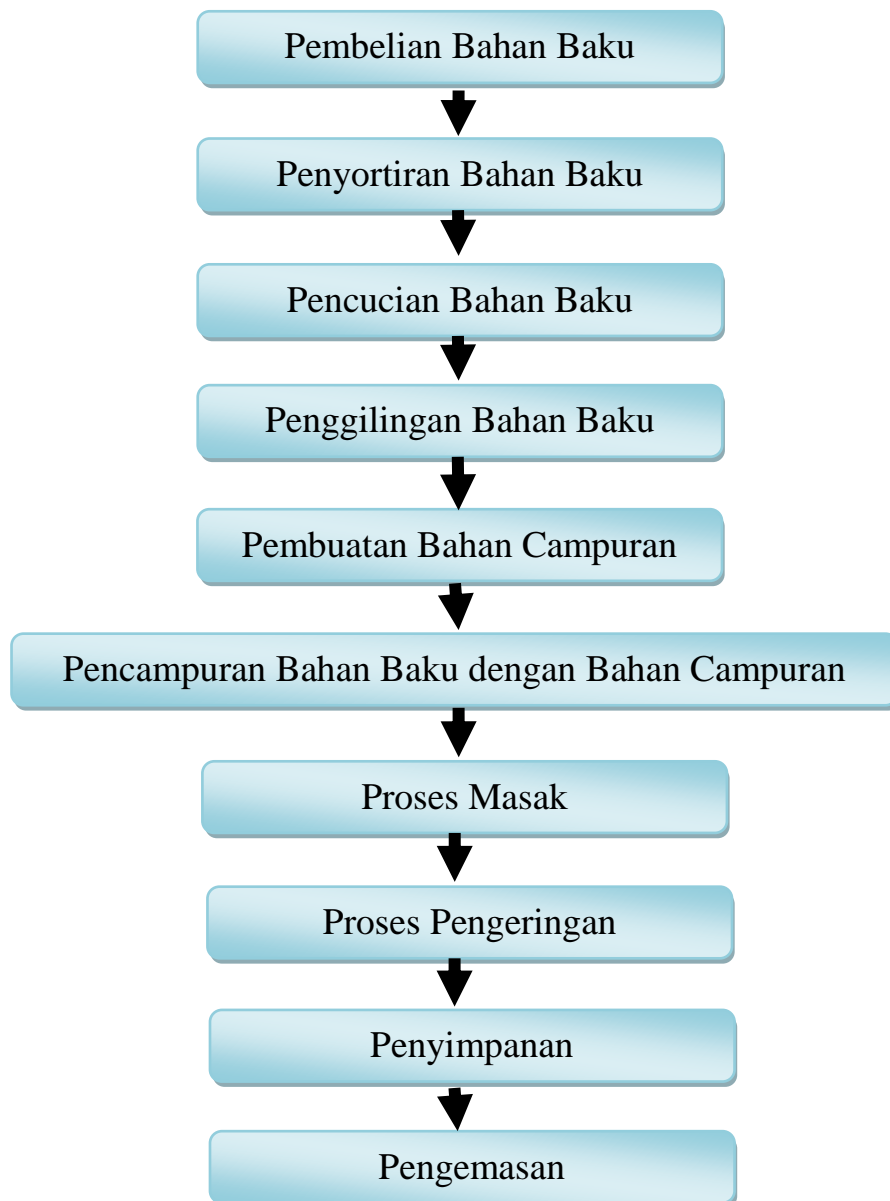 Pembelian Bahan Baku
Penyortiran Bahan Baku
Pencucian Bahan Baku
Penggilingan Bahan Baku
Pembuatan Bahan Campuran
Pencampuran Bahan Baku dengan Bahan Campuran
Proses Masak
Proses Pengeringan
Penyimpanan
Pengemasan